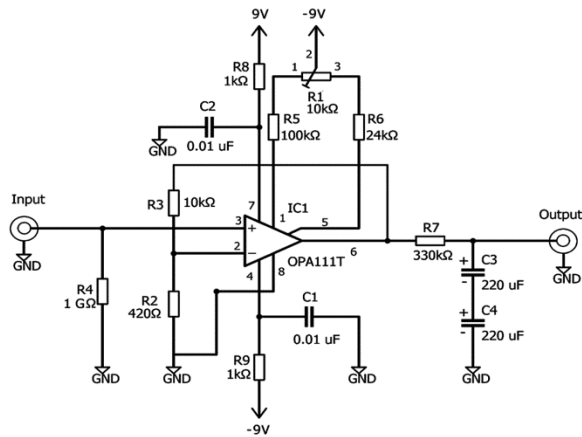 9V
-9V
2
R8
1kΩ
1
3
R1
10kΩ
C2
0.01 uF
GND
R5
100kΩ
R6
24kΩ
R3
10kΩ
Input
GND
7
IC1
1
5
3
+
2
−
6
OPA111T
4
8
R7
330kΩ
Output
GND
R4
1 GΩ
GND
R2
420Ω
GND
C1
0.01 uF
GND
R9
1kΩ
-9V
+
-
C3
220 uF
+
-
C4
220 uF
GND